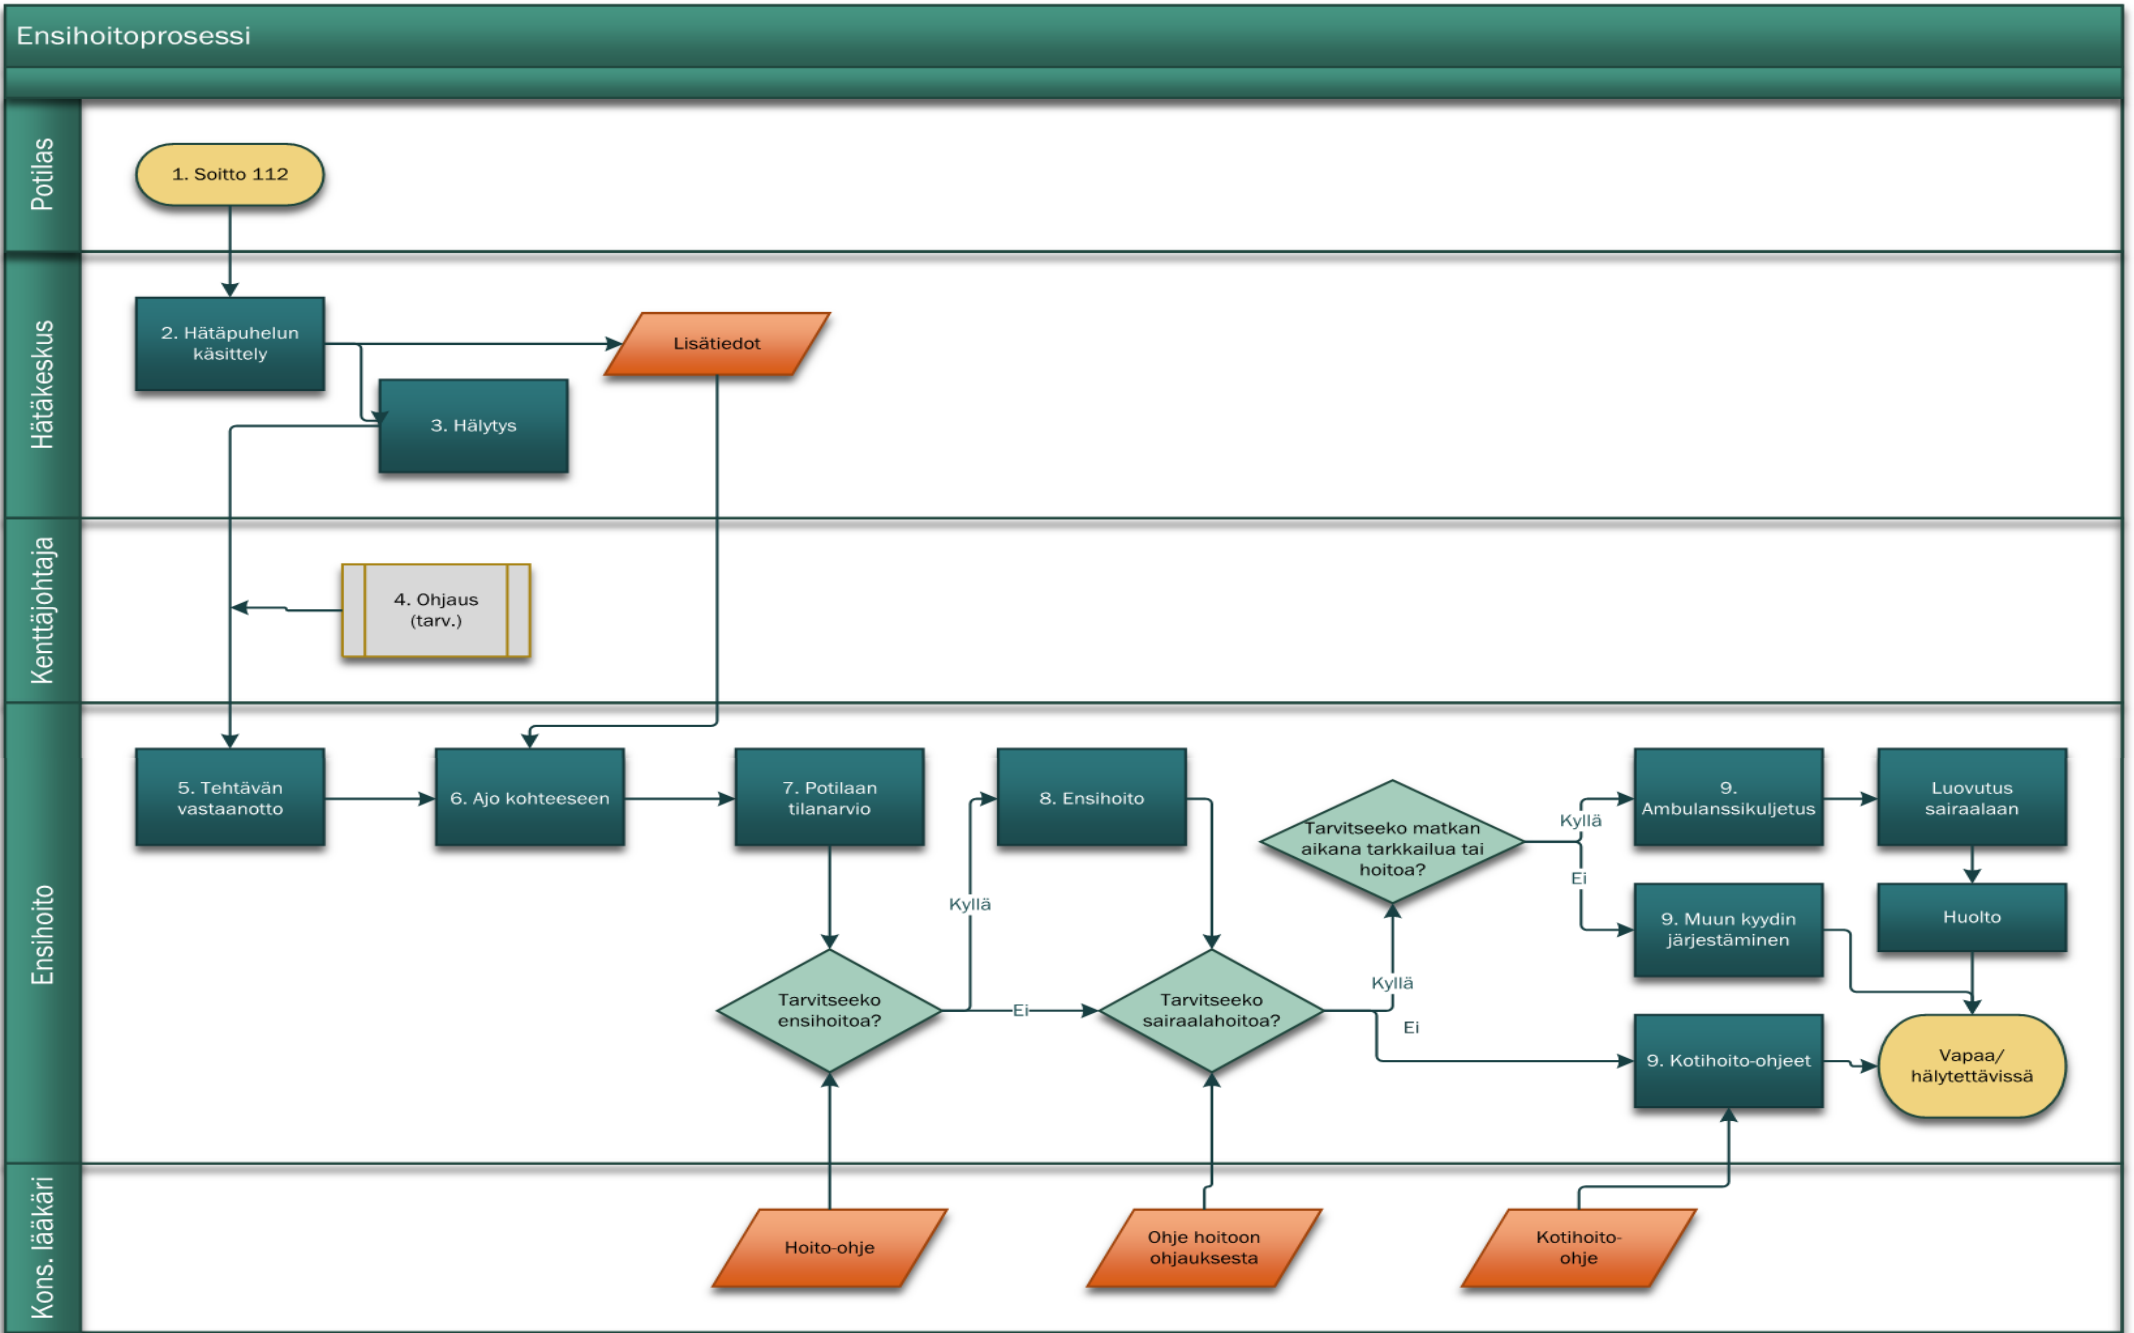 Ensihoitoprosessi
Potilas
1. Soitto 112
Hätäkeskus
2. Hätäpuhelun
käsittely
Lisätiedot
3. Hälytys
Kenttäjohtaja
4. Ohjaus
(tarv.)
Ensihoito
5. Tehtävän
vastaanotto
6. Ajo kohteeseen
7. Potilaan
tilanarvio
8. Ensihoito
Tarvitseeko matkan
aikana tarkkailua tai
hoitoa?
Kyllä
Ei
9.
Ambulanssikuljetus
Luovutus
sairaalaan
9. Muun kyydin
järjestäminen
Huolto
Kyllä
Tarvitseeko
ensihoitoa?
Ei
Tarvitseeko
sairaalahoitoa?
Kyllä
Ei
9. Kotihoito-ohjeet
Vapaa/
hälytettävissä
Kons. lääkäri
Hoito-ohje
Ohje hoitoon
ohjauksesta
Kotihoito-
ohje